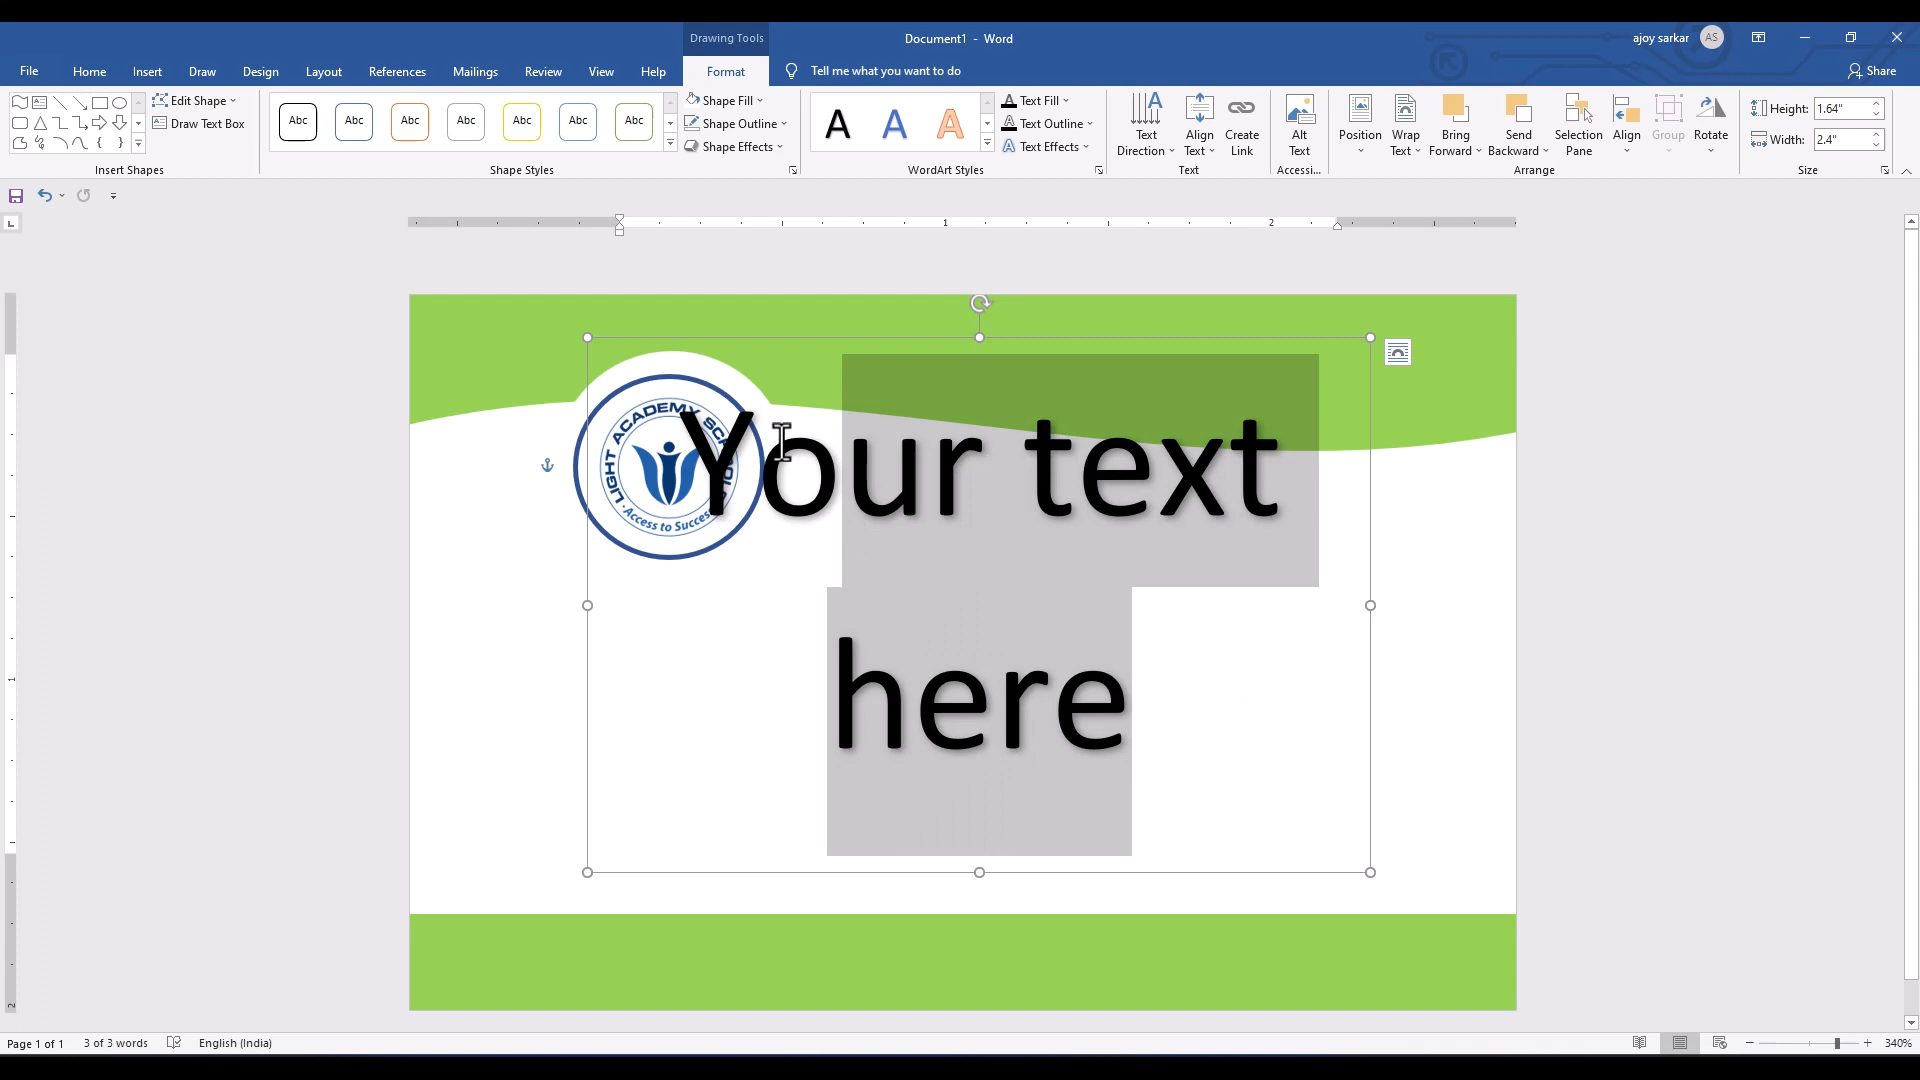 Drawing Tools
Document1 - Word
ajoy sarkar
AS
File
Home
Insert
Draw
Design
Layout
References
Mailings
Review
View
Help
Format
Tell me what you want to do
Share
Edit Shape
Draw Text Box
Insert Shapes
Abc
Abc
Abc
Abc
Abc
Abc
Abc
Shape Fill
Shape Outline
Shape Effects
Shape Styles
A
A
A
Text Fill
Text Outline
Text Effects
WordArt Styles
Text Direction
Align Text
Create Link
Text
Alt Text
Accessi...
Position
Wrap Text
Bring Forward
Send Backward
Selection Pane
Align
Group
Rotate
Arrange
Height: 1.64"
Width: 2.4"
Size
1
2
LIGHT ACADEMY SCHOOLS
Access to Success
Your text
here
1
2
Page 1 of 1
3 of 3 words
English (India)
340%